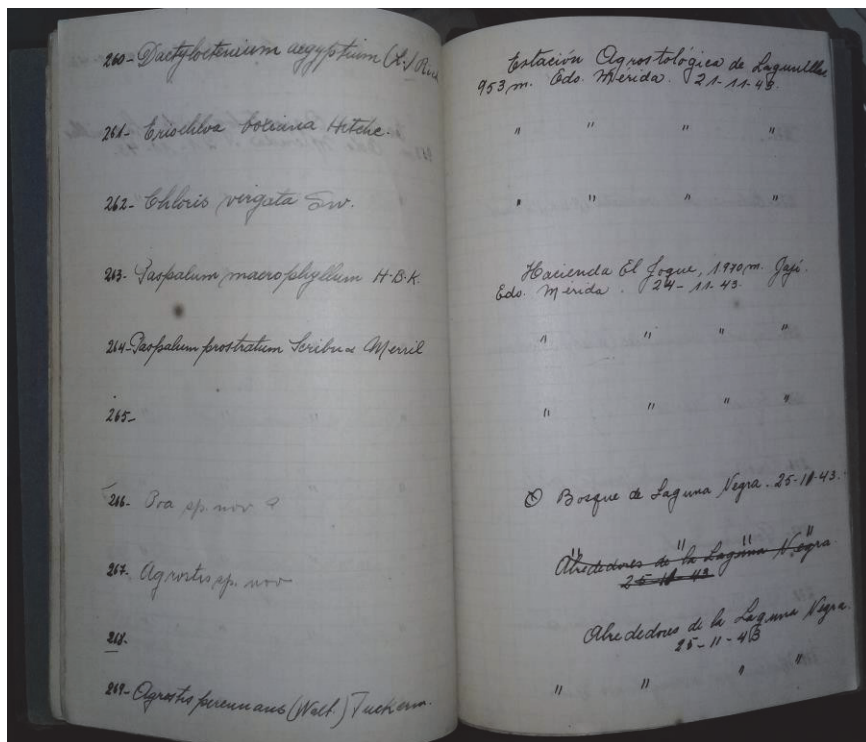 260- Dactyloctenium aegyptium (L.) Rich
261- Eriochloa boxiana Hitchc.
262- Chloris virgata Sw.
263- Paspalum macrophyllum H.B.K.
264- Paspalum prostratum Scribn & Merril
265-
266- Poa sp. nov ?
267- Agrostis sp. nov
268-
269- Agrostis perennans (Walt.) Tuckerm.
Estación Agrostológica de Lagunillas
953 m. Edo. Mérida. 21-11-43.
" " " "
" " " "
Hacienda El Joque, 1.970 m. Jají.
Edo. Mérida. 24-11-43.
" " " "
" " " "
Bosque de Laguna Negra. 25-11-43.
" " " "
Alrededores de la Laguna Negra.
25-11-43
Alrededores de la Laguna Negra.
25-11-43
" " " "